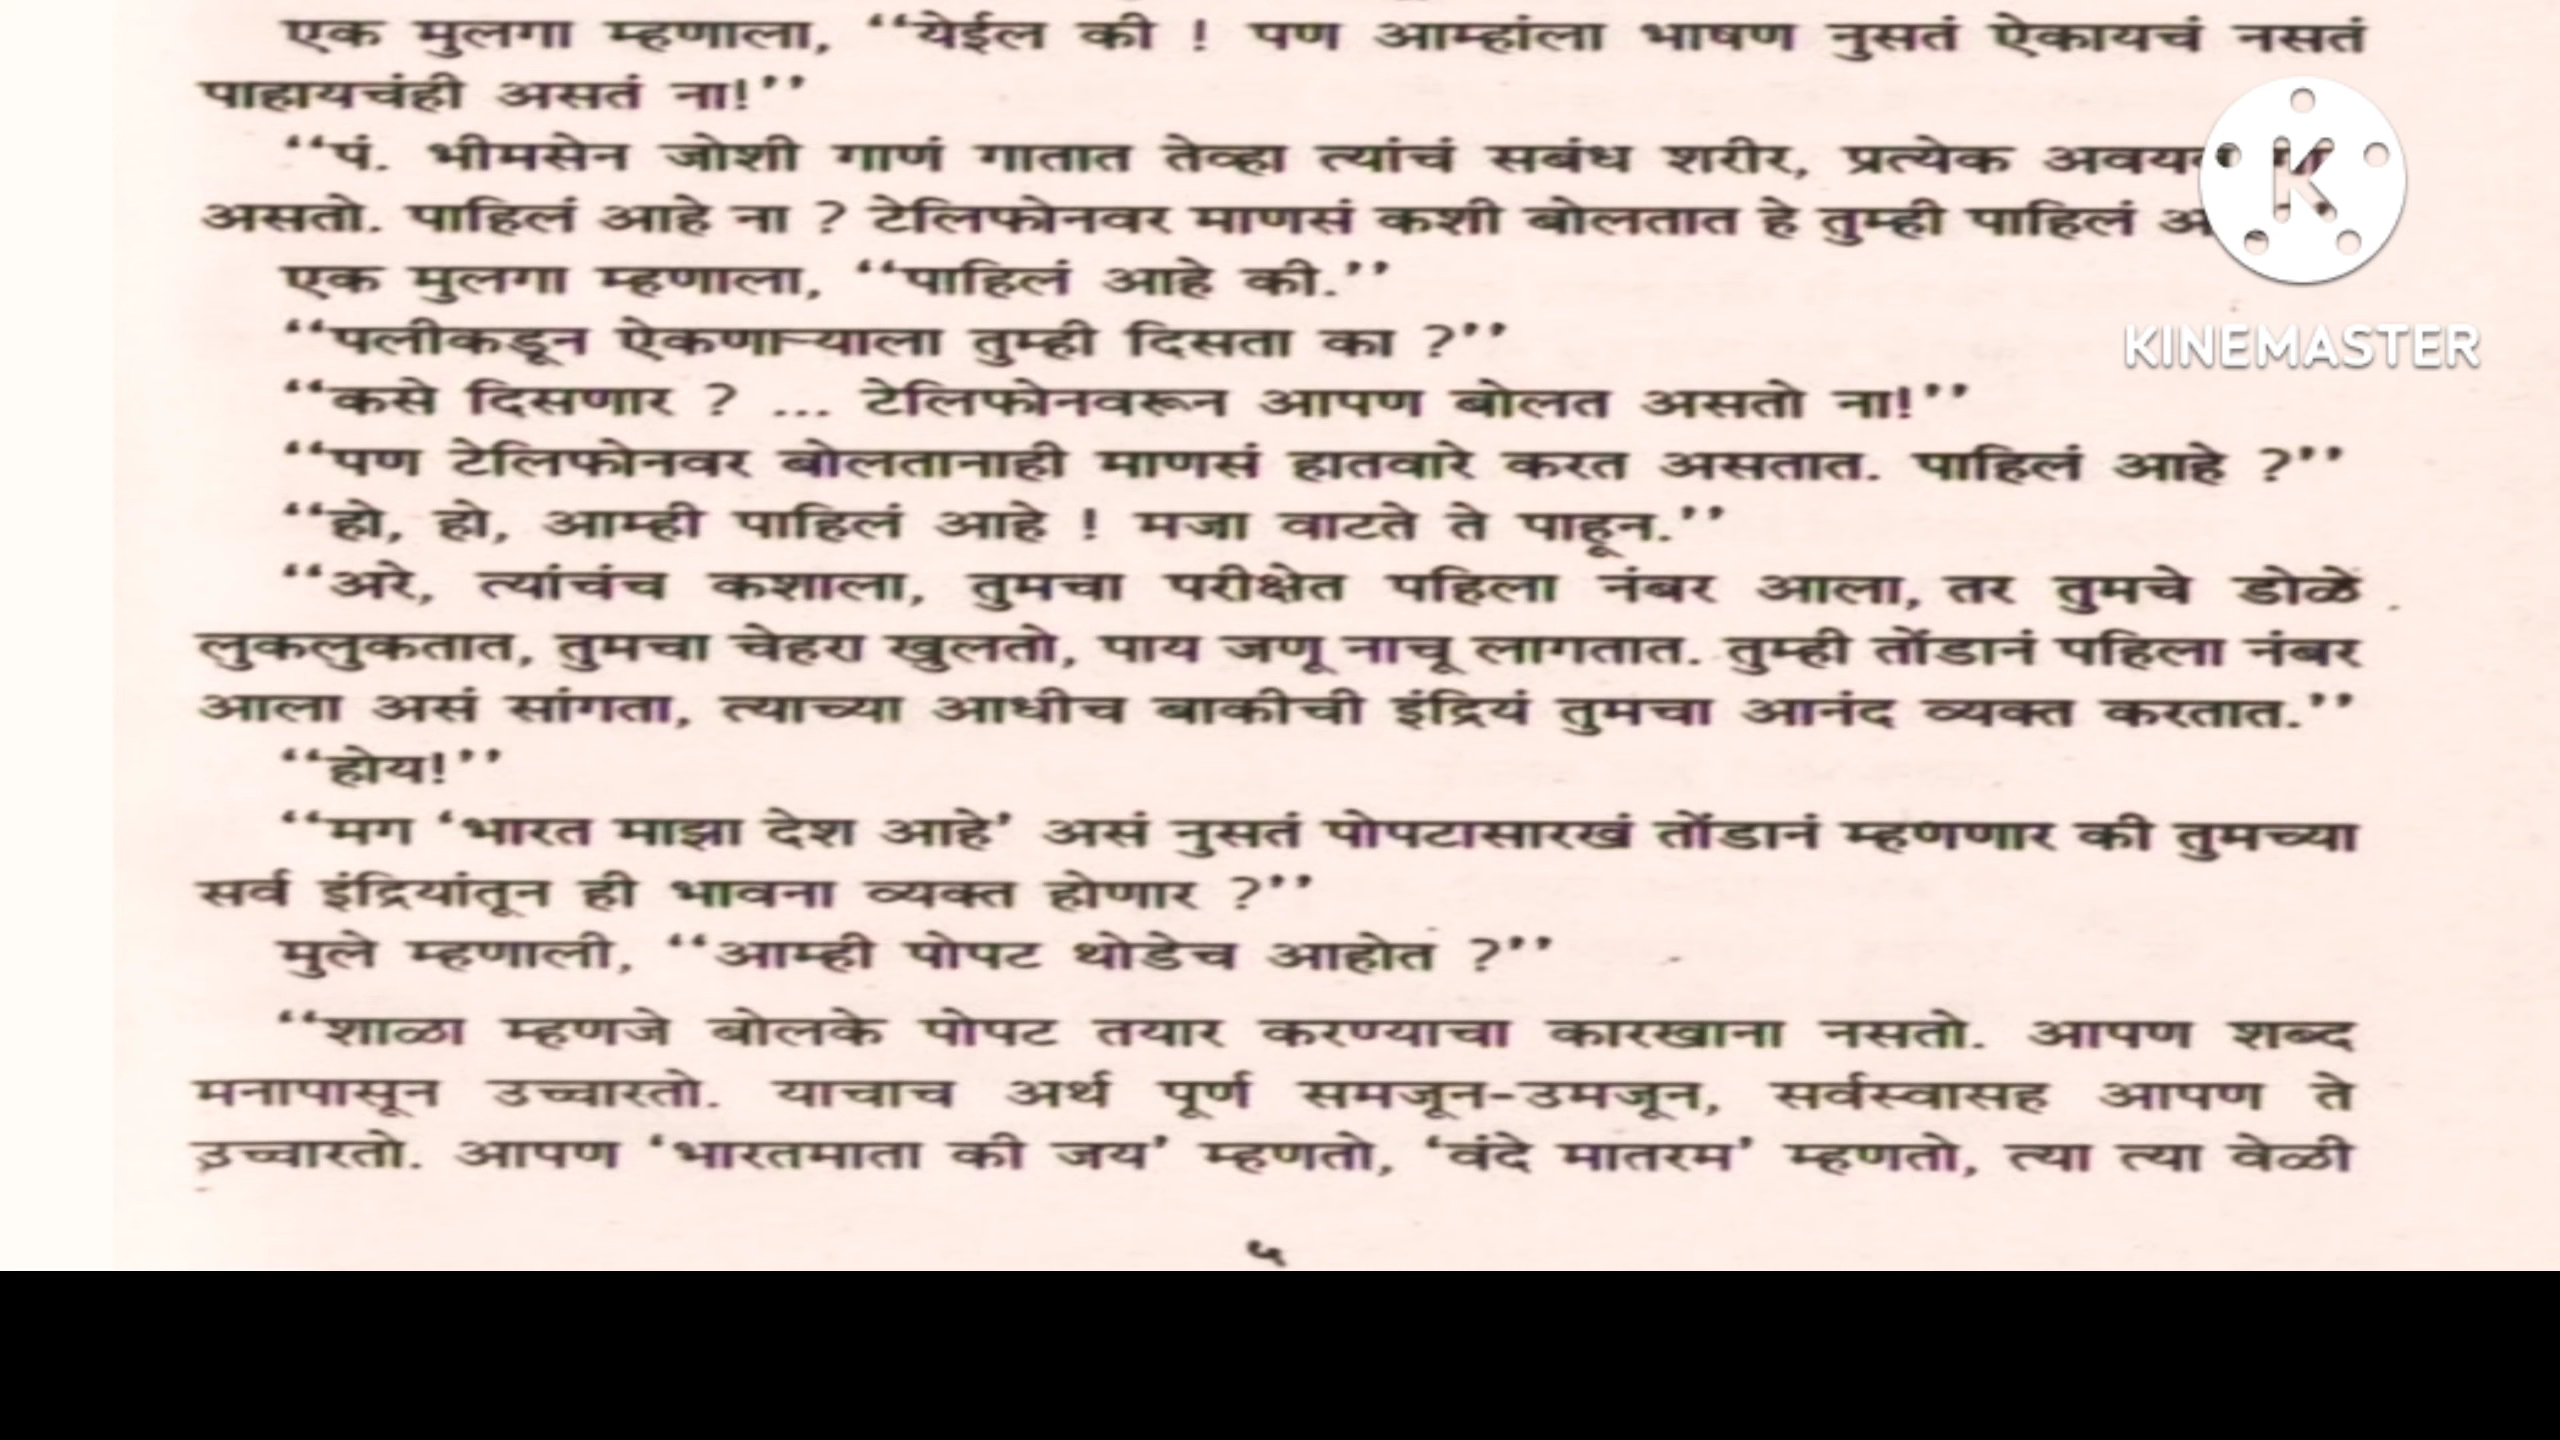 एक मुलगा म्हणाला, ‘‘येईल की ! पण आम्हांला भाषण नुसतं ऐकायचं नसतं
पाहायचंही असतं ना!’’
‘‘पं. भीमसेन जोशी गाणं गातात तेव्हा त्यांचं सबंध शरीर, प्रत्येक
असतो. पाहिलं आहे ना ? टेलिफोनवर माणसं कशी बोलतात हे तुम्ही पाहिलं
एक मुलगा म्हणाला, ‘‘पाहिलं आहे की.’’
KINEMASTER
‘‘पलीकडून ऐकणाऱ्याला तुम्ही दिसता का ?’’
‘‘कसे दिसणार ? ... टेलिफोनवरून आपण बोलत असतो ना!’’
‘‘पण टेलिफोनवर बोलतानाही माणसं हातवारे करत असतात. पाहिलं आहे ?’’
‘‘हो, हो, आम्ही पाहिलं आहे ! मजा वाटते ते पाहून.’’
‘‘अरे, त्यांचंच कशाला, तुमचा परीक्षेत पहिला नंबर आला, तर तुमचे डोळे
लुकलुकतात, तुमचा चेहरा खुलतो, पाय जणू नाचू लागतात. तुम्ही तोंडानं पहिला नंबर
आला असं सांगता, त्याच्या आधीच बाकीची इंद्रियं तुमचा आनंद व्यक्त करतात.’’
‘‘होय!’’
‘‘मग ‘भारत माझा देश आहे’ असं नुसतं पोपटासारखं तोंडानं म्हणणार की तुमच्या
सर्व इंद्रियांतून ही भावना व्यक्त होणार ?’’
मुले म्हणाली, ‘‘आम्ही पोपट थोडेच आहोत ?’’
‘‘शाळा म्हणजे बोलके पोपट तयार करण्याचा कारखाना नसतो. आपण शब्द
मनापासून उच्चारतो. याचाच अर्थ पूर्ण समजून-उमजून, सर्वस्वासह आपण ते
उच्चारतो. आपण ‘भारतमाता की जय’ म्हणतो, ‘वंदे मातरम’ म्हणतो, त्या त्या वेळी
५